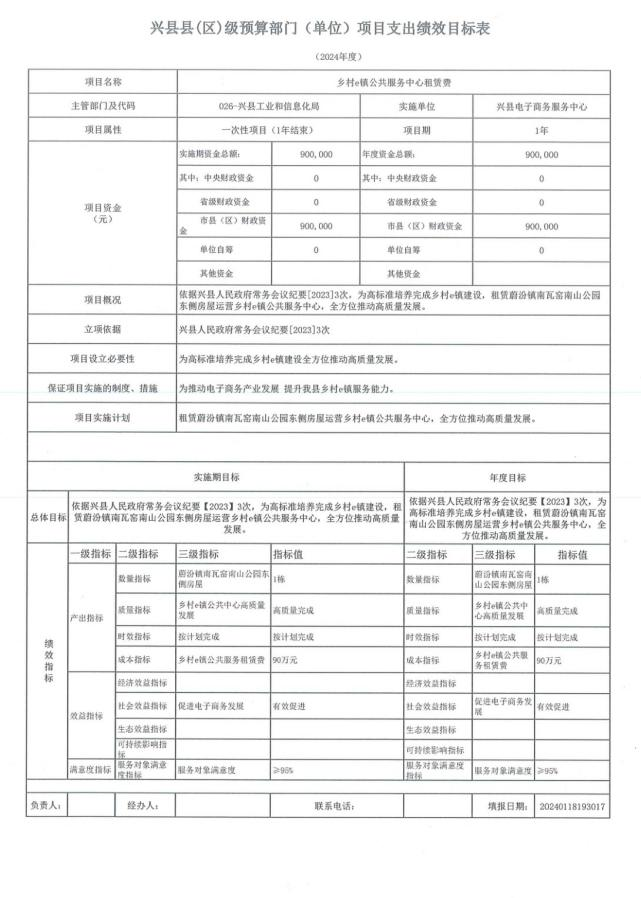 兴县县(区)级预算部门（单位）项目支出绩效目标表
（2024年度）
项目名称 乡村e镇公共服务中心租赁费
主管部门及代码 026-兴县工业和信息化局 实施单位 兴县电子商务服务中心
项目属性 一次性项目（1年结束） 项目期 1年
项目资金
（元）
实施期资金总额： 900,000 年度资金总额： 900,000
其中：中央财政资金 0 其中：中央财政资金 0
省级财政资金 0 省级财政资金 0
市县（区）财政资
金 900,000 市县（区）财政资金 900,000
单位自筹 0 单位自筹 0
其他资金 其他资金
项目概况 依据兴县人民政府常务会议纪要[2023]3次，为高标准培养完成乡村e镇建设，租赁蔚汾镇南瓦窑南山公园
东侧房屋运营乡村e镇公共服务中心，全方位推动高质量发展。
立项依据 兴县人民政府常务会议纪要[2023]3次
项目设立必要性 为高标准培养完成乡村e镇建设全方位推动高质量发展。
保证项目实施的制度、措施 为推动电子商务产业发展 提升我县乡村e镇服务能力。
项目实施计划 租赁蔚汾镇南瓦窑南山公园东侧房屋运营乡村e镇公共服务中心，全方位推动高质量发展。
实施期目标 年度目标
总体目标
依据兴县人民政府常务会议纪要【2023】3次，为高标准培养完成乡村e镇建设，租
赁蔚汾镇南瓦窑南山公园东侧房屋运营乡村e镇公共服务中心，全方位推动高质量
发展。
依据兴县人民政府常务会议纪要【2023】3次，为
高标准培养完成乡村e镇建设，租赁蔚汾镇南瓦窑
南山公园东侧房屋运营乡村e镇公共服务中心，全
方位推动高质量发展。
绩
效
指
标
一级指标 二级指标 三级指标 指标值 二级指标 三级指标 指标值
产出指标
数量指标 蔚汾镇南瓦窑南山公园东
侧房屋 1栋 数量指标 蔚汾镇南瓦窑南
山公园东侧房屋 1栋
质量指标 乡村e镇公共中心高质量
发展 高质量完成 质量指标 乡村e镇公共中
心高质量发展 高质量完成
时效指标 按计划完成 按计划完成 时效指标 按计划完成 按计划完成
成本指标 乡村e镇公共服务租赁费 90万元 成本指标 乡村e镇公共服
务租赁费 90万元
效益指标
经济效益指标 经济效益指标
社会效益指标 促进电子商务发展 有效促进 社会效益指标 促进电子商务发
展 有效促进
生态效益指标 生态效益指标
可持续影响指
标 可持续影响指标
满意度指标 服务对象满意
度指标 服务对象满意度 ≥95% 服务对象满意度
指标 服务对象满意度 ≥95%
负责人： 经办人： 联系电话： 填报日期： 20240118193017